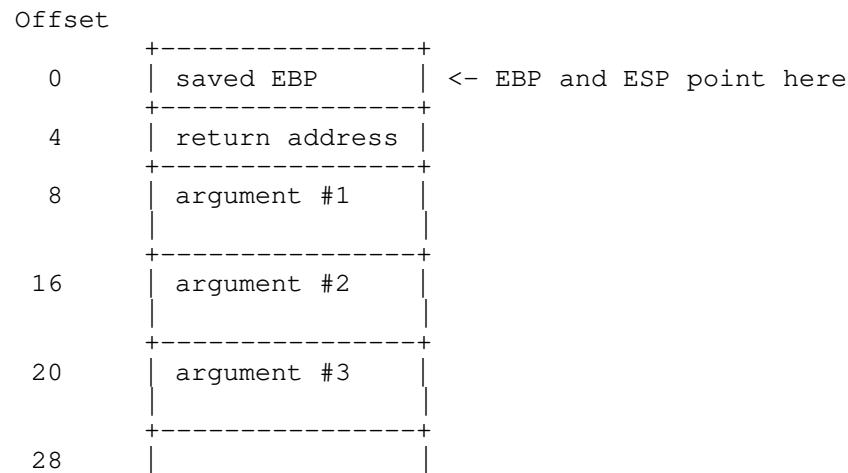 Offset
+----------------+
0 | saved EBP | <- EBP and ESP point here
+----------------+
4 | return address |
+----------------+
8 | argument #1 |
| |
+----------------+
16 | argument #2 |
| |
+----------------+
20 | argument #3 |
| |
+----------------+
28 | |